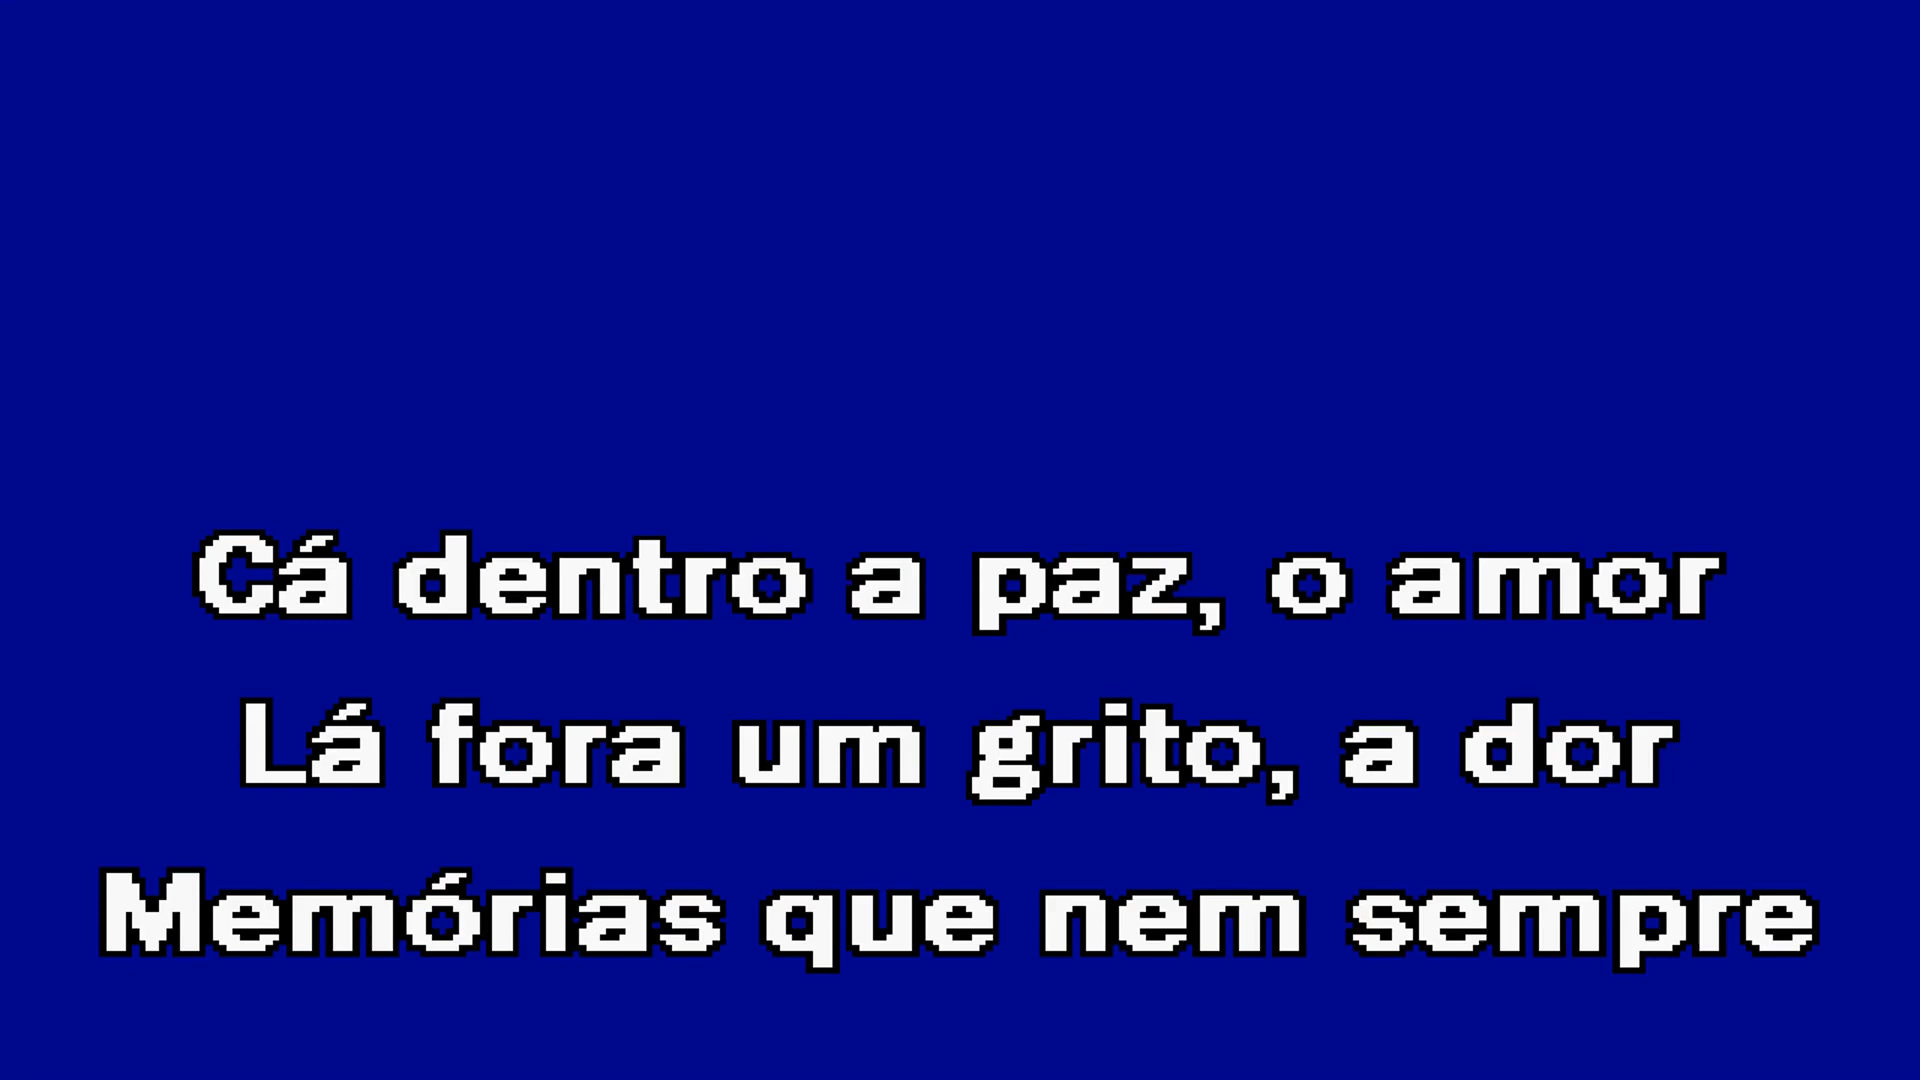 Cá dentro a paz, o amor
Lá fora um grito, a dor
Memórias que nem sempre